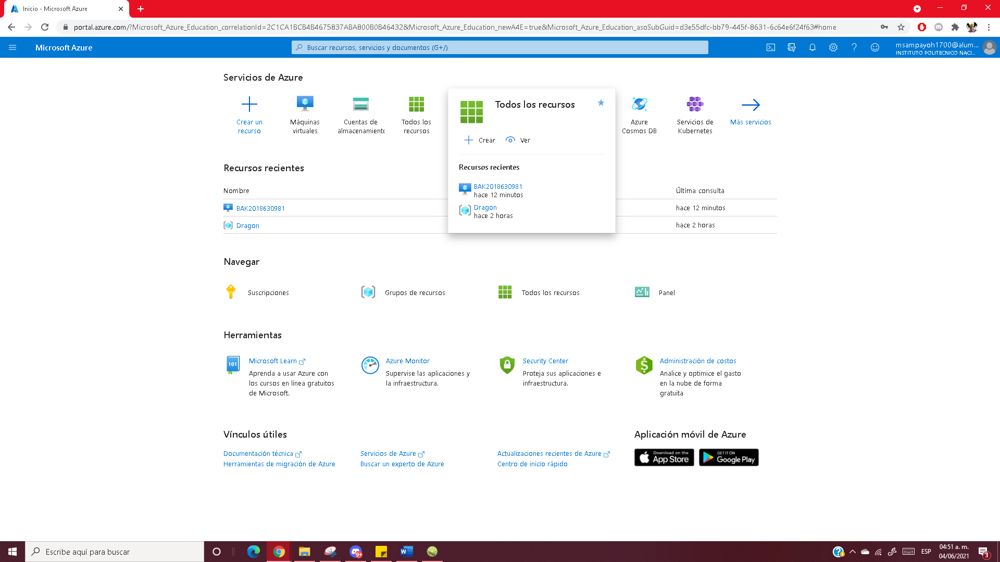 Inicio - Microsoft Azure
portal.azure.com/?Microsoft_Azure_Education_correlationId=2C1CA1BCB4B4675837ABA800B0B46432&Microsoft_Azure_Education_newA4E=true&Microsoft_Azure_Education_asoSubGuid=d3e55dfc-bb79-445f-8631-6c64e6f24f63#home
Microsoft Azure
Buscar recursos, servicios y documentos (G+/)
msampayoh1700@alum...
INSTITUTO POLITECNICO NACI...
Servicios de Azure
Crear un
recurso
Máquinas
virtuales
Cuentas de
almacenamiento
Todos los
recursos
Todos los recursos
Crear
Ver
Recursos recientes
BAK2018630981
hace 12 minutos
Dragon
hace 2 horas
Azure
Cosmos DB
Servicios de
Kubernetes
Más servicios
Recursos recientes
Nombre
Última consulta
BAK2018630981
hace 12 minutos
Dragon
hace 2 horas
Navegar
Suscripciones
Grupos de recursos
Todos los recursos
Panel
Herramientas
101
Microsoft Learn
Aprenda a usar Azure con
los cursos en línea gratuitos
de Microsoft.
Azure Monitor
Supervise las aplicaciones y
la infraestructura.
Security Center
Proteja sus aplicaciones e
infraestructura.
Administración de costos
Analice y optimice el gasto
en la nube de forma
gratuita
Vínculos útiles
Documentación técnica
Herramientas de migración de Azure
Servicios de Azure
Buscar un experto de Azure
Actualizaciones recientes de Azure
Centro de inicio rápido
Aplicación móvil de Azure
Download on the
App Store
GET IT ON
Google Play
Escribe aquí para buscar
9+
ESP
04:51 a. m.
04/06/2021
3